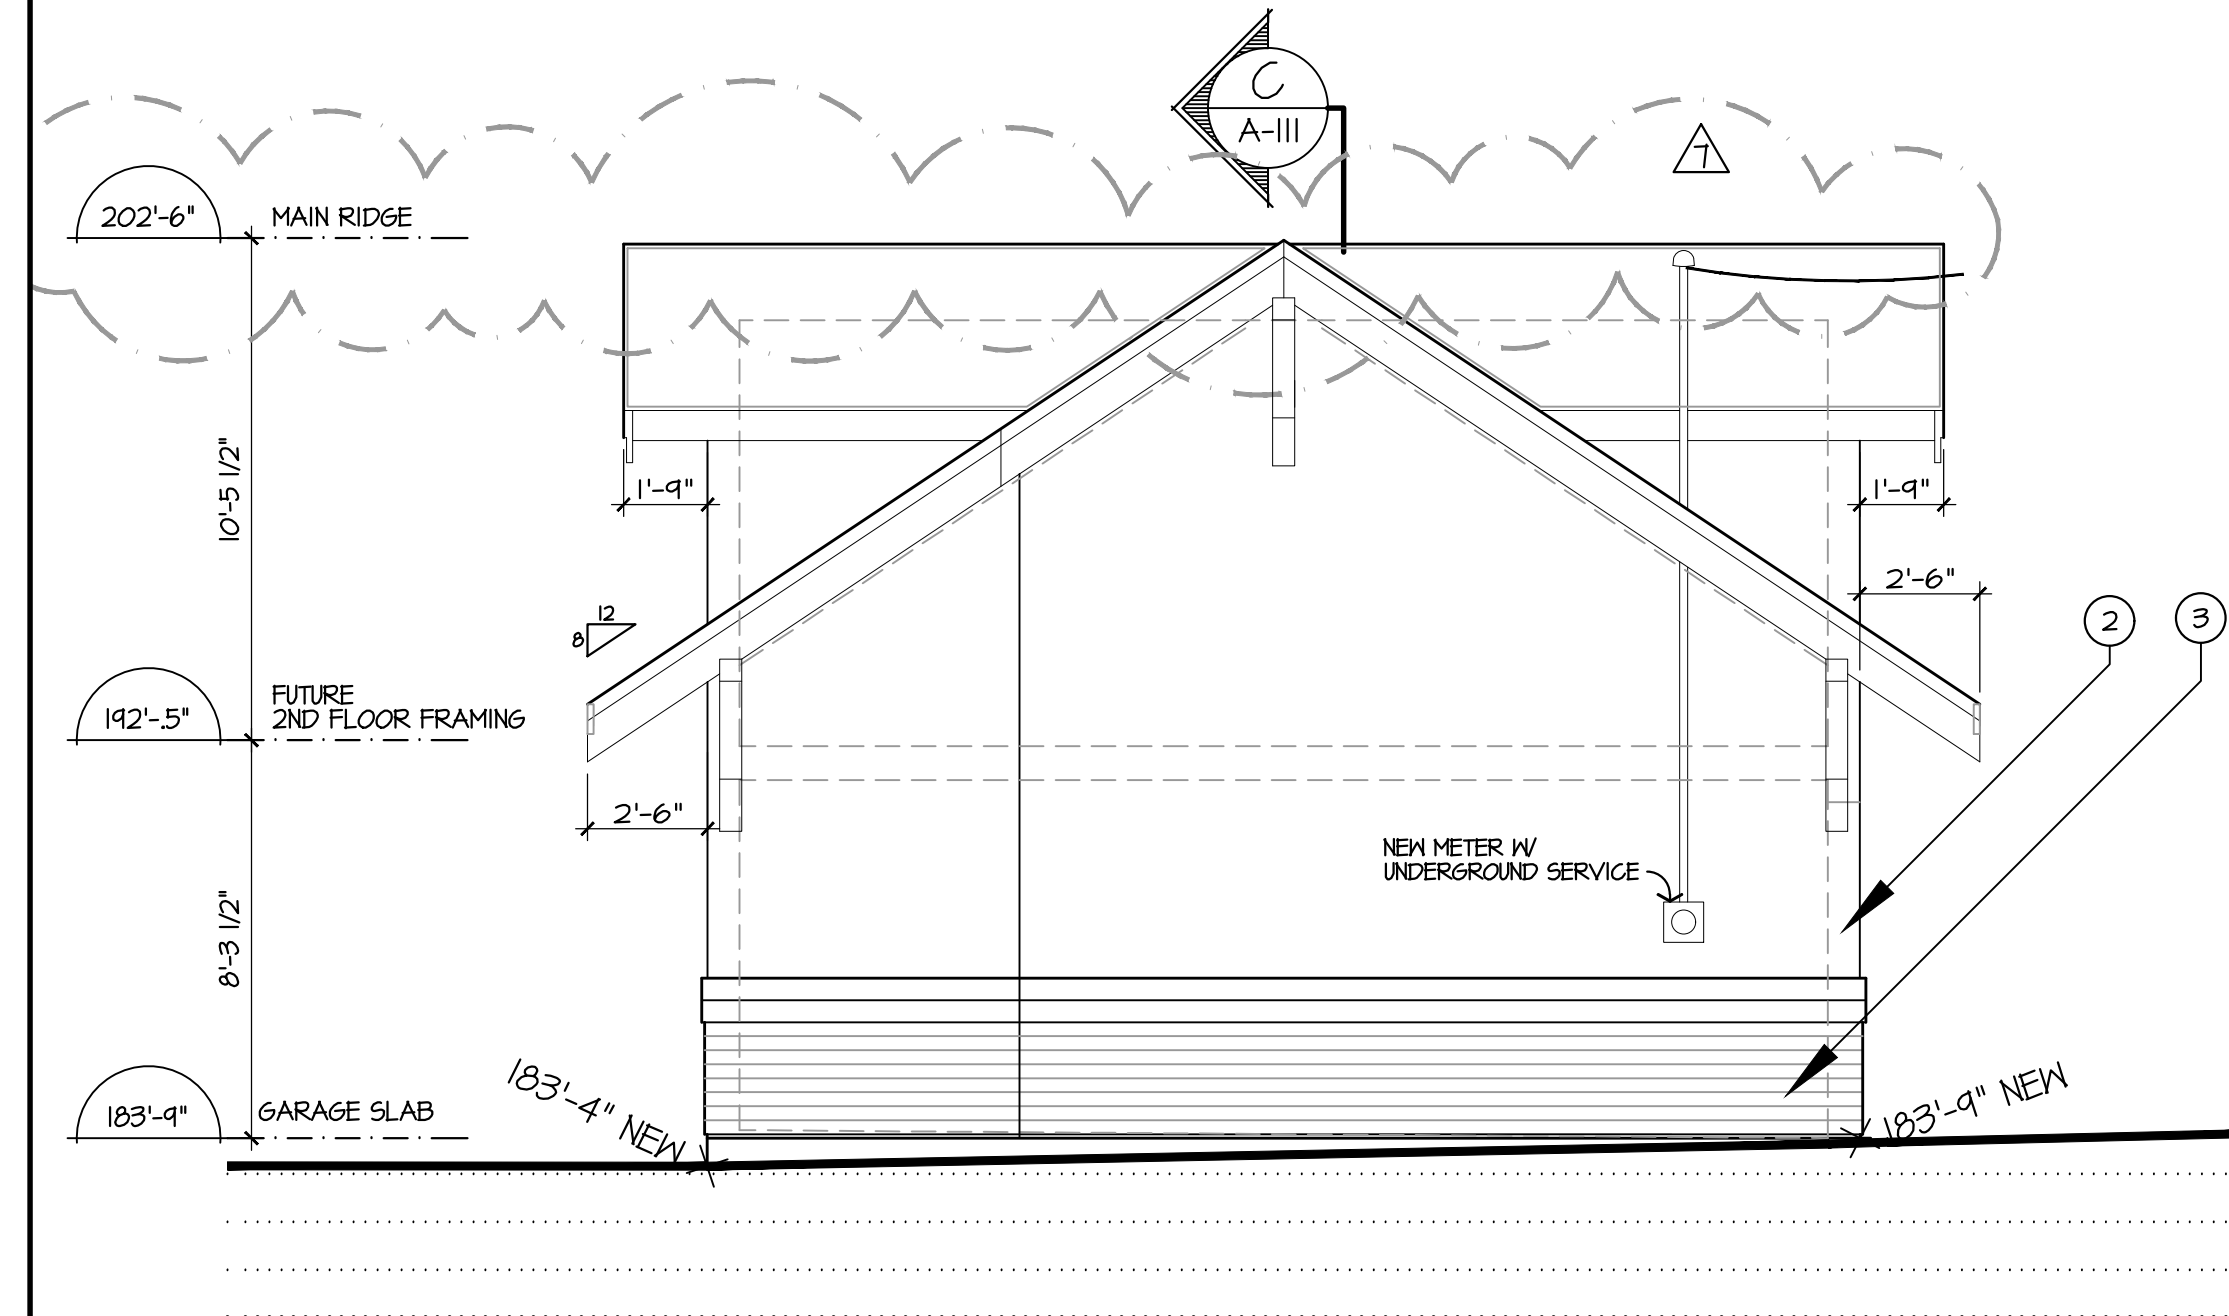 C
A-111
7
202'-6"
MAIN RIDGE
10'-5 1/2"
1'-9"
1'-9"
2'-6"
12
8
2
3
FUTURE
192'-.5"
2ND FLOOR FRAMING
2'-6"
NEW METER W/
UNDERGROUND SERVICE
8'-3 1/2"
183'-4" NEW
183'-9" NEW
183'-9"
GARAGE SLAB